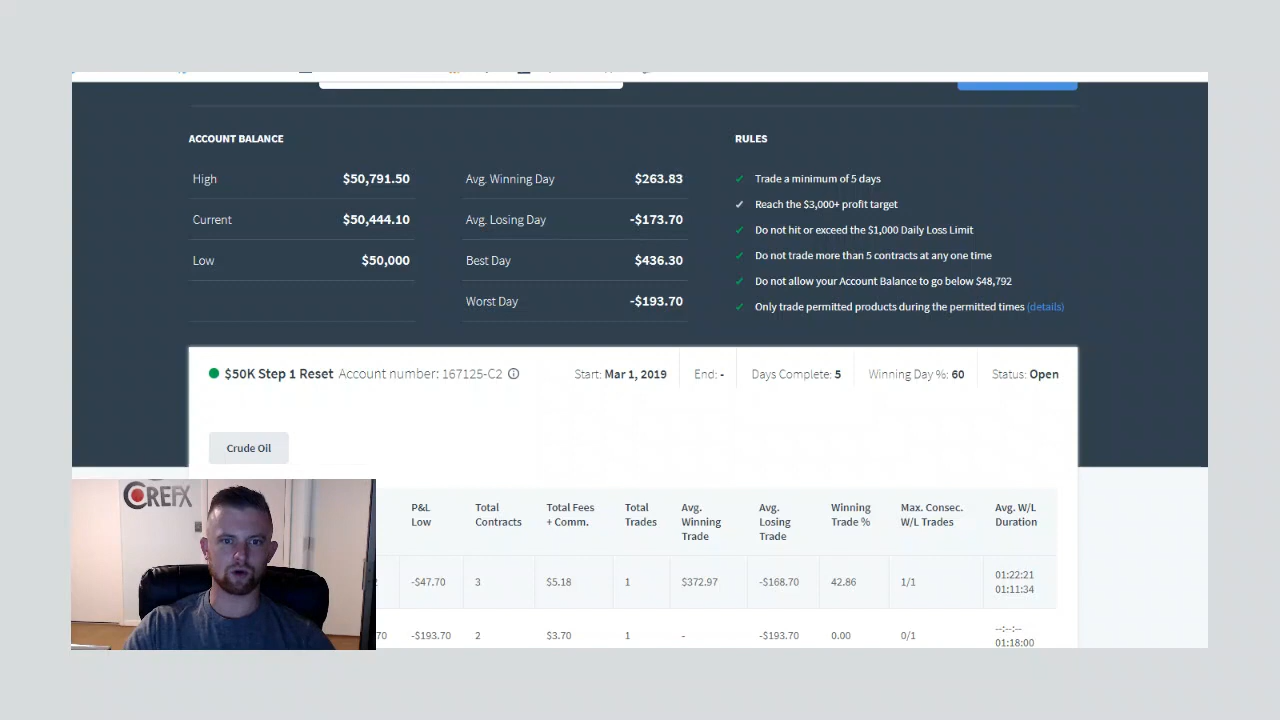 ACCOUNT BALANCE
High $50,791.50
Current $50,444.10
Low $50,000
Avg. Winning Day $263.83
Avg. Losing Day -$173.70
Best Day $436.30
Worst Day -$193.70
RULES
Trade a minimum of 5 days
Reach the $3,000+ profit target
Do not hit or exceed the $1,000 Daily Loss Limit
Do not trade more than 5 contracts at any one time
Do not allow your Account Balance to go below $48,792
Only trade permitted products during the permitted times (details)
$50K Step 1 Reset Account number: 167125-C2 Start: Mar 1, 2019 End: - Days Complete: 5 Winning Day %: 60 Status: Open
Crude Oil
P&L Low
Total Contracts
Total Fees + Comm.
Total Trades
Avg. Winning Trade
Avg. Losing Trade
Winning Trade %
Max. Consec. W/L Trades
Avg. W/L Duration
-$47.70 3 $5.18 1 $372.97 -$168.70 42.86 1/1 01:22:21
01:11:34
70 -$193.70 2 $3.70 1 - -$193.70 0.00 0/1 --:--:--
01:18:00
COREFX